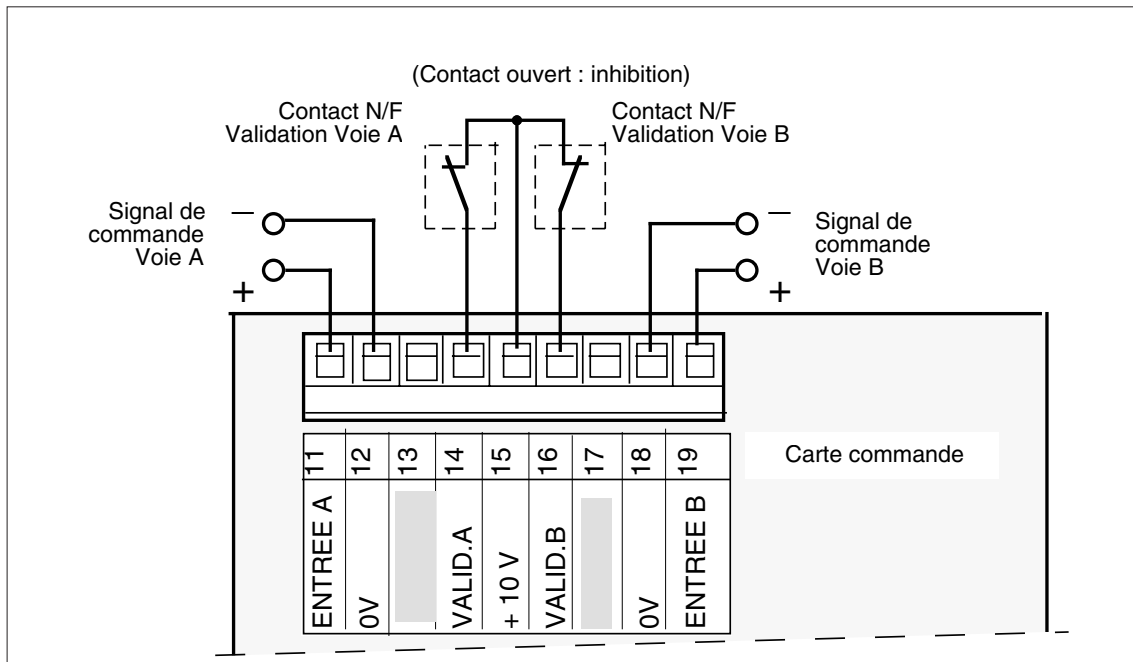 (Contact ouvert : inhibition)
Contact N/F
Validation Voie A
Contact N/F
Validation Voie B
Signal de
commande
Voie A
−
+
Signal de
commande
Voie B
−
+
11
12
13
14
15
16
17
18
19
ENTREE A
0V
VALID.A
+ 10 V
VALID.B
0V
ENTREE B
Carte commande